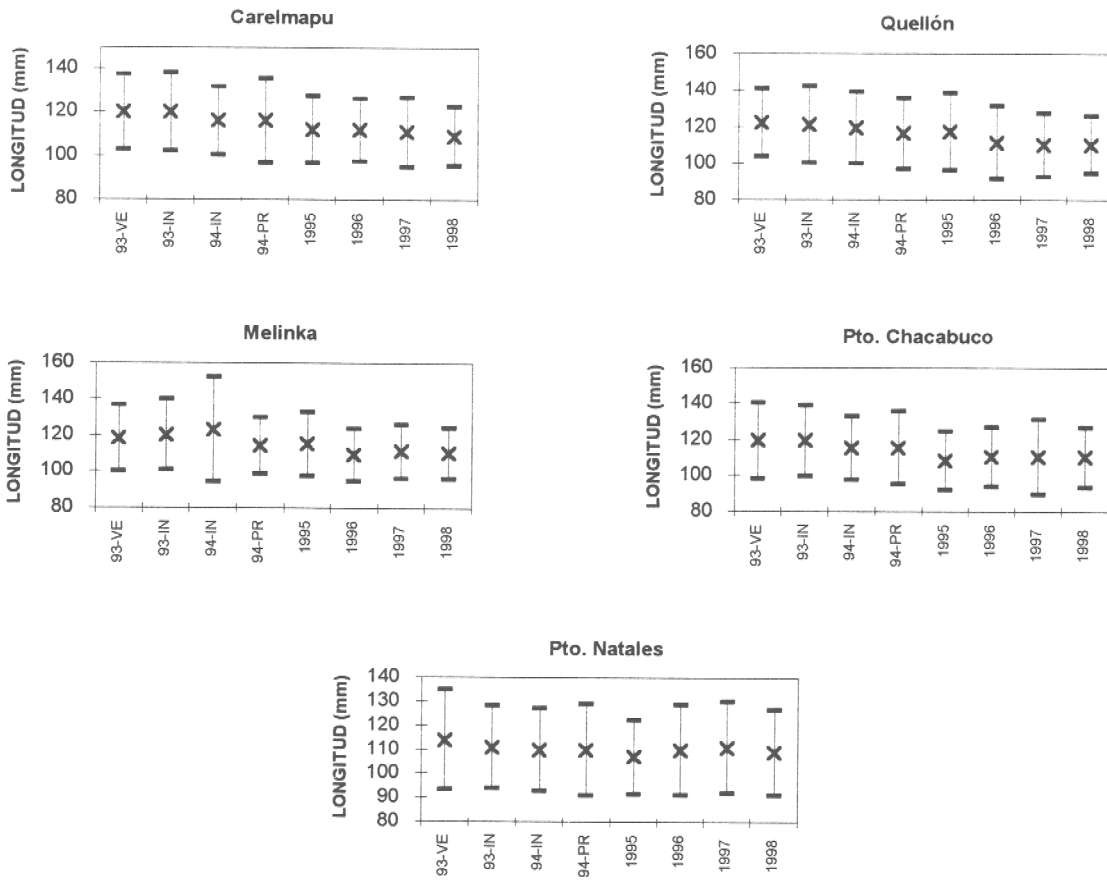 Carelmapu
LONGITUD (mm)
140
120
100
80
93-VE
93-IN
94-IN
94-PR
1995
1996
1997
1998
Quellón
LONGITUD (mm)
160
140
120
100
80
93-VE
93-IN
94-IN
94-PR
1995
1996
1997
1998
Melinka
LONGITUD (mm)
160
140
120
100
80
93-VE
93-IN
94-IN
94-PR
1995
1996
1997
1998
Pto. Chacabuco
LONGITUD (mm)
160
140
120
100
80
93-VE
93-IN
94-IN
94-PR
1995
1996
1997
1998
Pto. Natales
LONGITUD (mm)
140
130
120
110
100
90
80
93-VE
93-IN
94-IN
94-PR
1995
1996
1997
1998